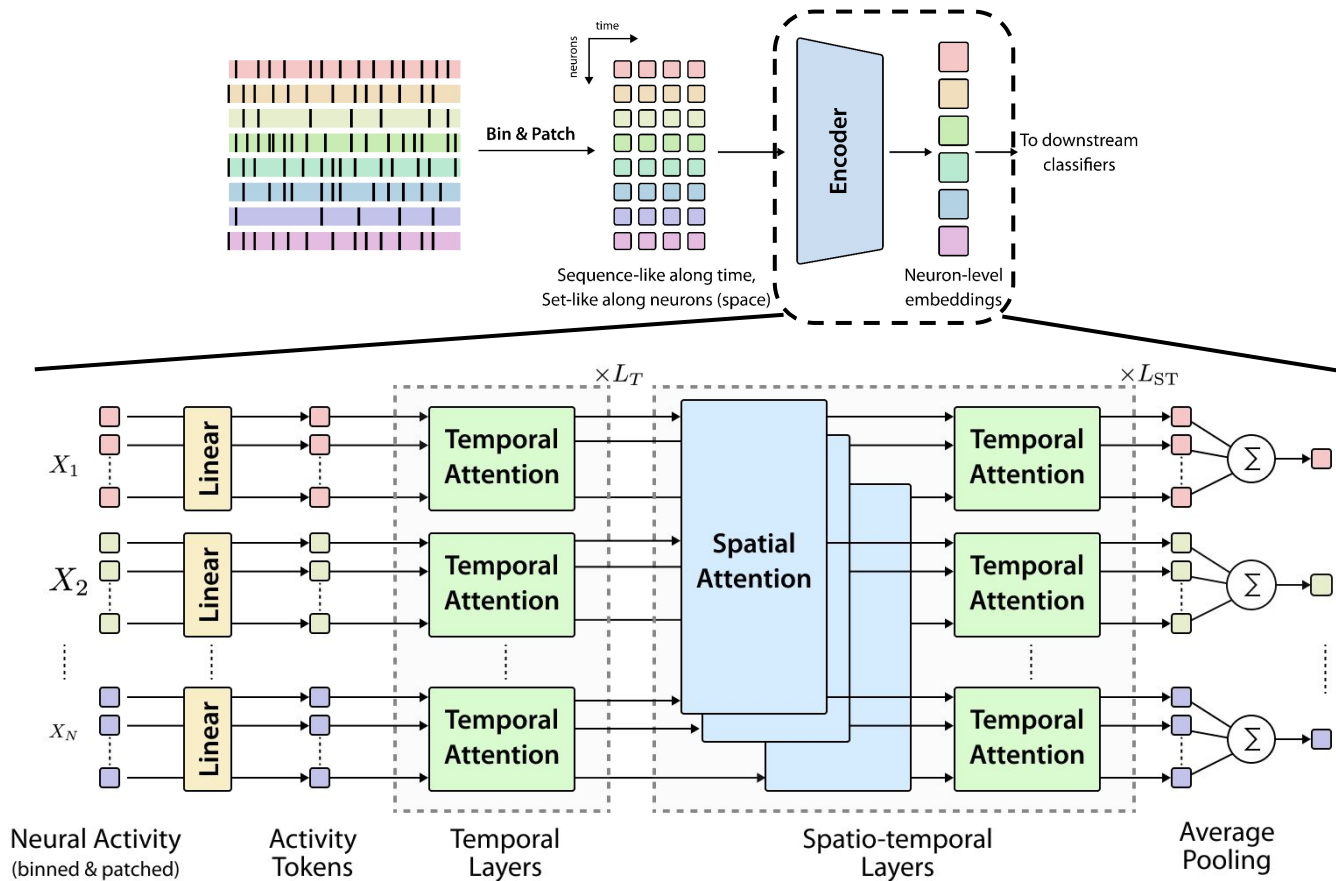 time
neurons
Bin & Patch
Encoder
To downstream
classifiers
Sequence-like along time,
Set-like along neurons (space)
Neuron-level
embeddings
×L_T
×L_ST
X_1
Linear
Temporal
Attention
Spatial
Attention
Temporal
Attention
Σ
X_2
Linear
Temporal
Attention
Temporal
Attention
Σ
X_N
Linear
Temporal
Attention
Temporal
Attention
Σ
Neural Activity
(binned & patched)
Activity
Tokens
Temporal
Layers
Spatio-temporal
Layers
Average
Pooling